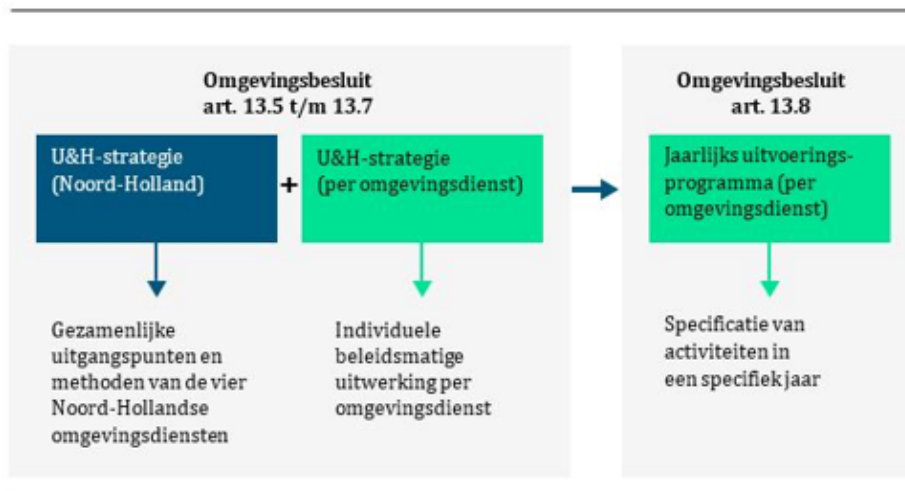 Omgevingsbesluit
art. 13.5 t/m 13.7
U&H-strategie
(Noord-Holland)
+
U&H-strategie
(per omgevingsdienst)
Gezamenlijke
uitgangspunten en
methoden van de vier
Noord-Hollandse
omgevingsdiensten
Individuele
beleidsmatige
uitwerking per
omgevingsdienst
Omgevingsbesluit
art. 13.8
Jaarlijks uitvoerings-
programma (per
omgevingsdienst)
Specificatie van
activiteiten in
een specifiek jaar